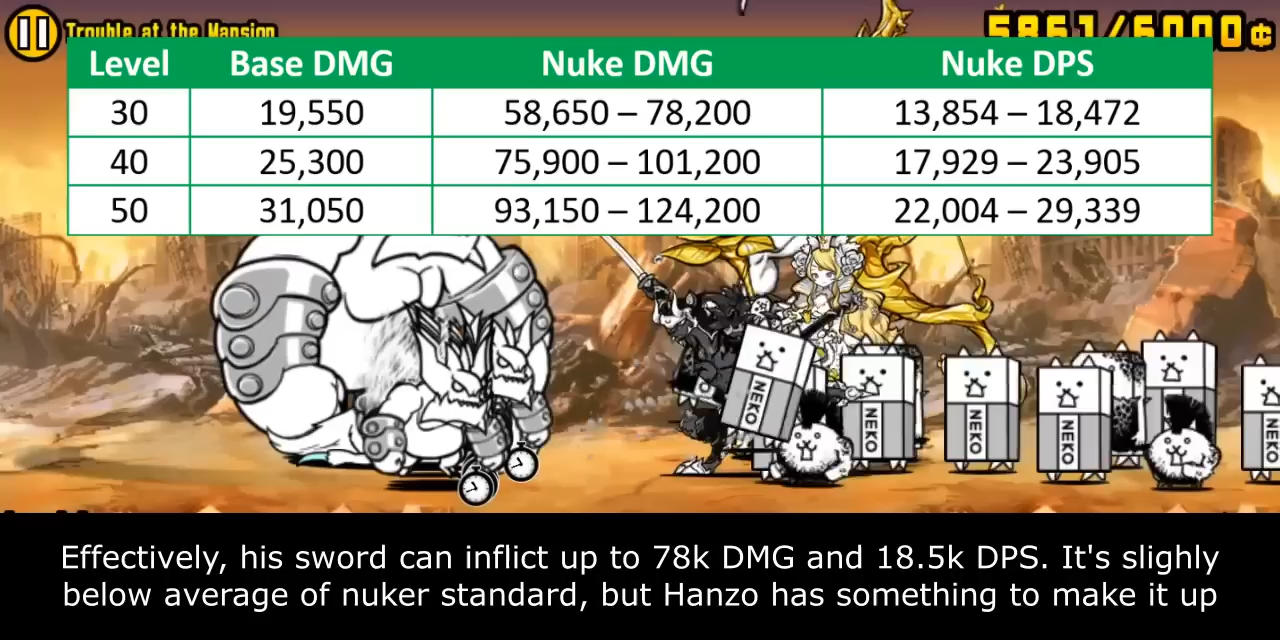 Trouble at the Mansion
5861/6000¢
Level Base DMG Nuke DMG Nuke DPS
30 19,550 58,650 – 78,200 13,854 – 18,472
40 25,300 75,900 – 101,200 17,929 – 23,905
50 31,050 93,150 – 124,200 22,004 – 29,339
NEKO
NEKO
NEKO
NEKO
NEKO
NEKO
Effectively, his sword can inflict up to 78k DMG and 18.5k DPS. It's slighly
below average of nuker standard, but Hanzo has something to make it up